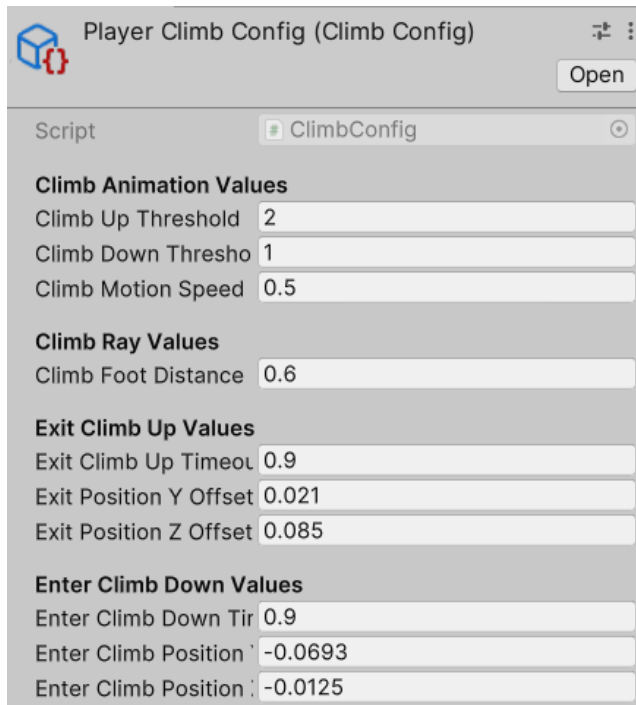 Player Climb Config (Climb Config)
Open
Script # ClimbConfig
Climb Animation Values
Climb Up Threshold 2
Climb Down Thresho 1
Climb Motion Speed 0.5
Climb Ray Values
Climb Foot Distance 0.6
Exit Climb Up Values
Exit Climb Up Timeou 0.9
Exit Position Y Offset 0.021
Exit Position Z Offset 0.085
Enter Climb Down Values
Enter Climb Down Tir 0.9
Enter Climb Position -0.0693
Enter Climb Position -0.0125